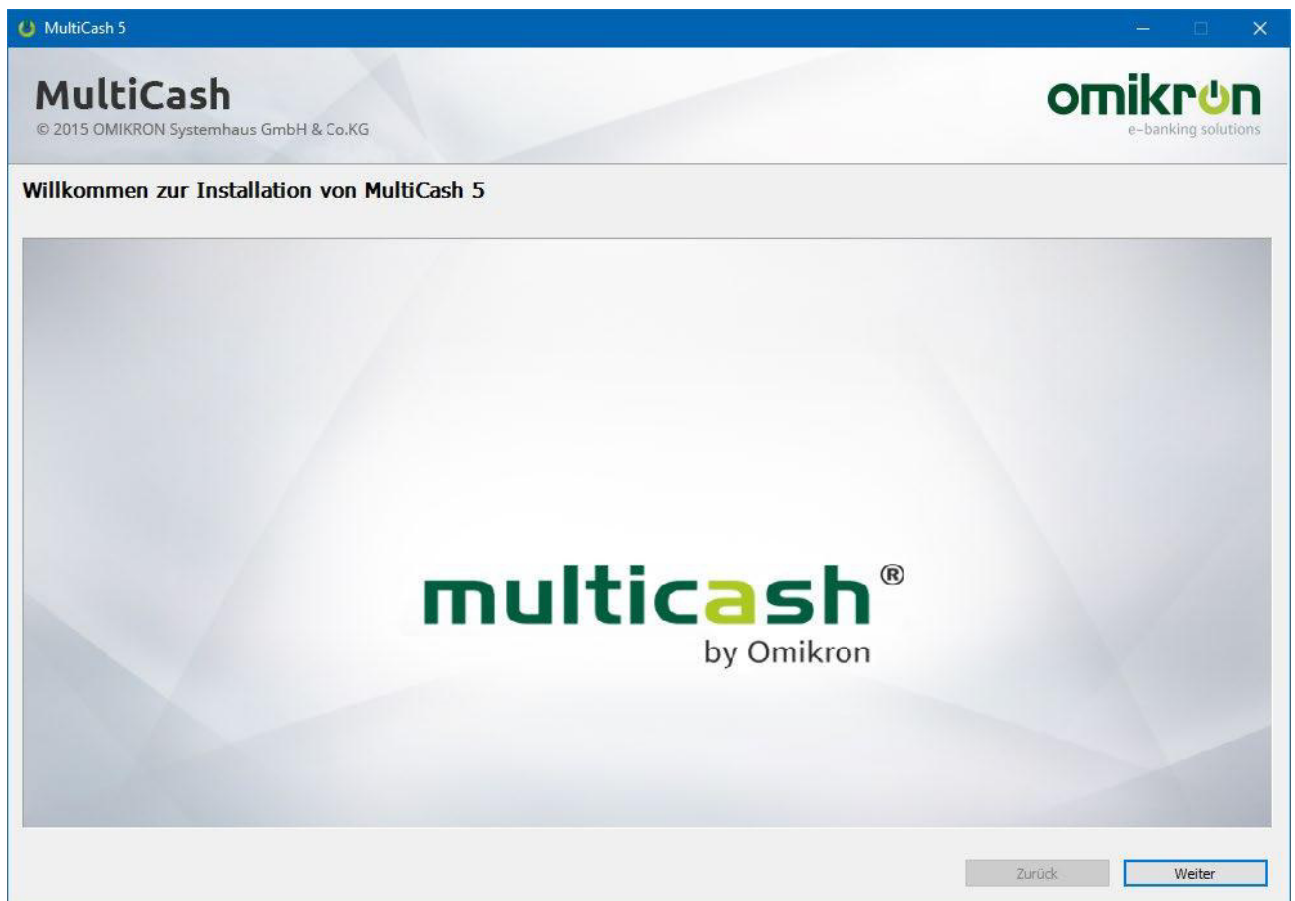 MultiCash 5
MultiCash
© 2015 OMIKRON Systemhaus GmbH & Co.KG
omikron
e-banking solutions
Willkommen zur Installation von MultiCash 5
multicash®
by Omikron
Zurück
Weiter